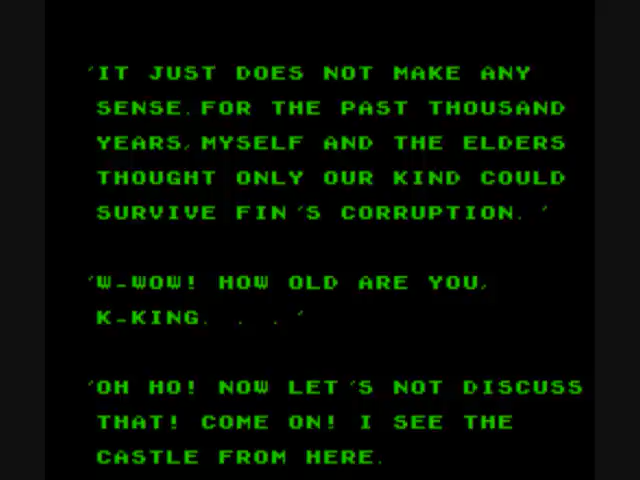 'IT JUST DOES NOT MAKE ANY
SENSE.FOR THE PAST THOUSAND
YEARS,MYSELF AND THE ELDERS
THOUGHT ONLY OUR KIND COULD
SURVIVE FIN'S CORRUPTION. '
'W-WOW! HOW OLD ARE YOU,
K-KING. . . '
'OH HO! NOW LET'S NOT DISCUSS
THAT! COME ON! I SEE THE
CASTLE FROM HERE.